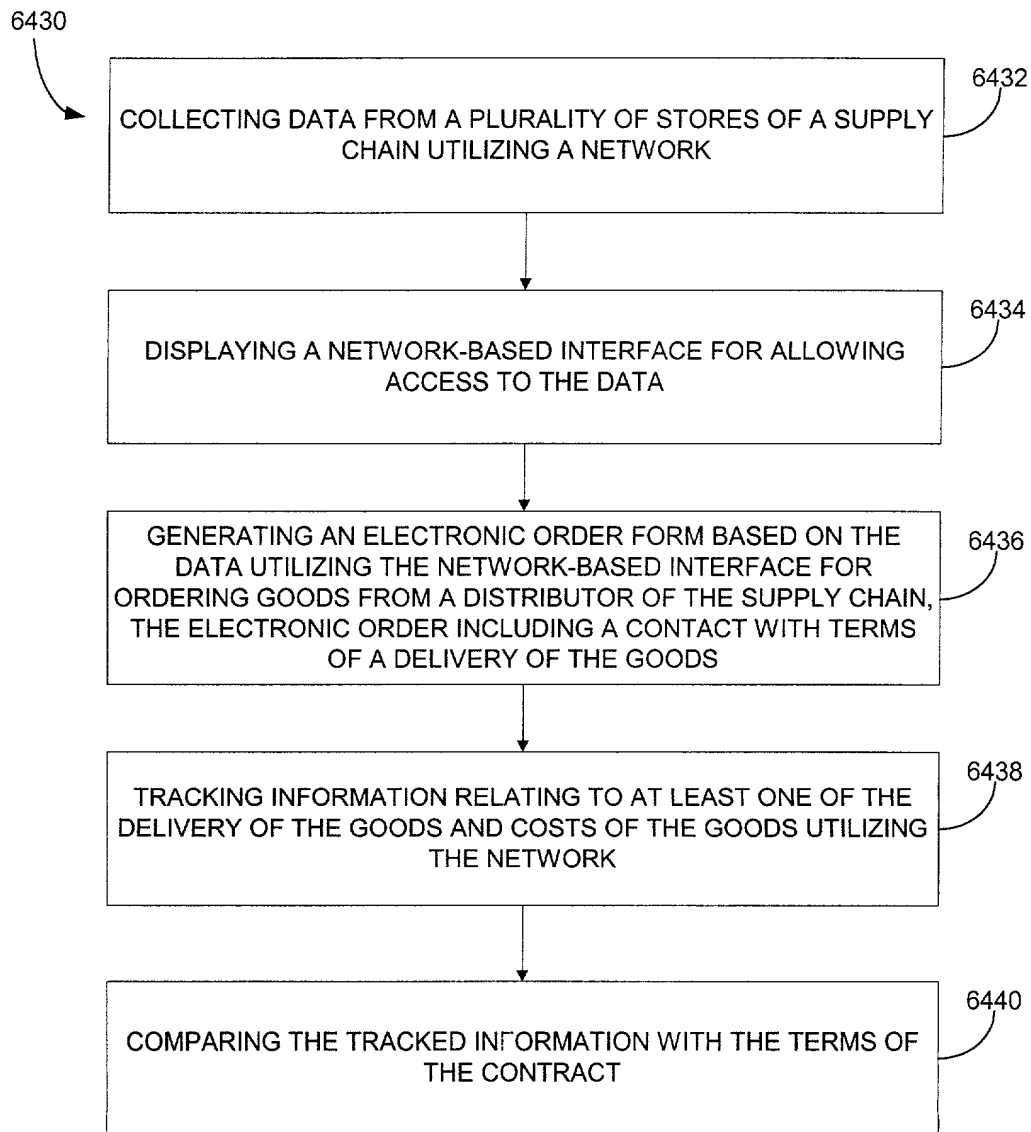 6430
6432
COLLECTING DATA FROM A PLURALITY OF STORES OF A SUPPLY
CHAIN UTILIZING A NETWORK
6434
DISPLAYING A NETWORK-BASED INTERFACE FOR ALLOWING
ACCESS TO THE DATA
6436
GENERATING AN ELECTRONIC ORDER FORM BASED ON THE
DATA UTILIZING THE NETWORK-BASED INTERFACE FOR
ORDERING GOODS FROM A DISTRIBUTOR OF THE SUPPLY CHAIN,
THE ELECTRONIC ORDER INCLUDING A CONTACT WITH TERMS
OF A DELIVERY OF THE GOODS
6438
TRACKING INFORMATION RELATING TO AT LEAST ONE OF THE
DELIVERY OF THE GOODS AND COSTS OF THE GOODS UTILIZING
THE NETWORK
6440
COMPARING THE TRACKED INFORMATION WITH THE TERMS OF
THE CONTRACT